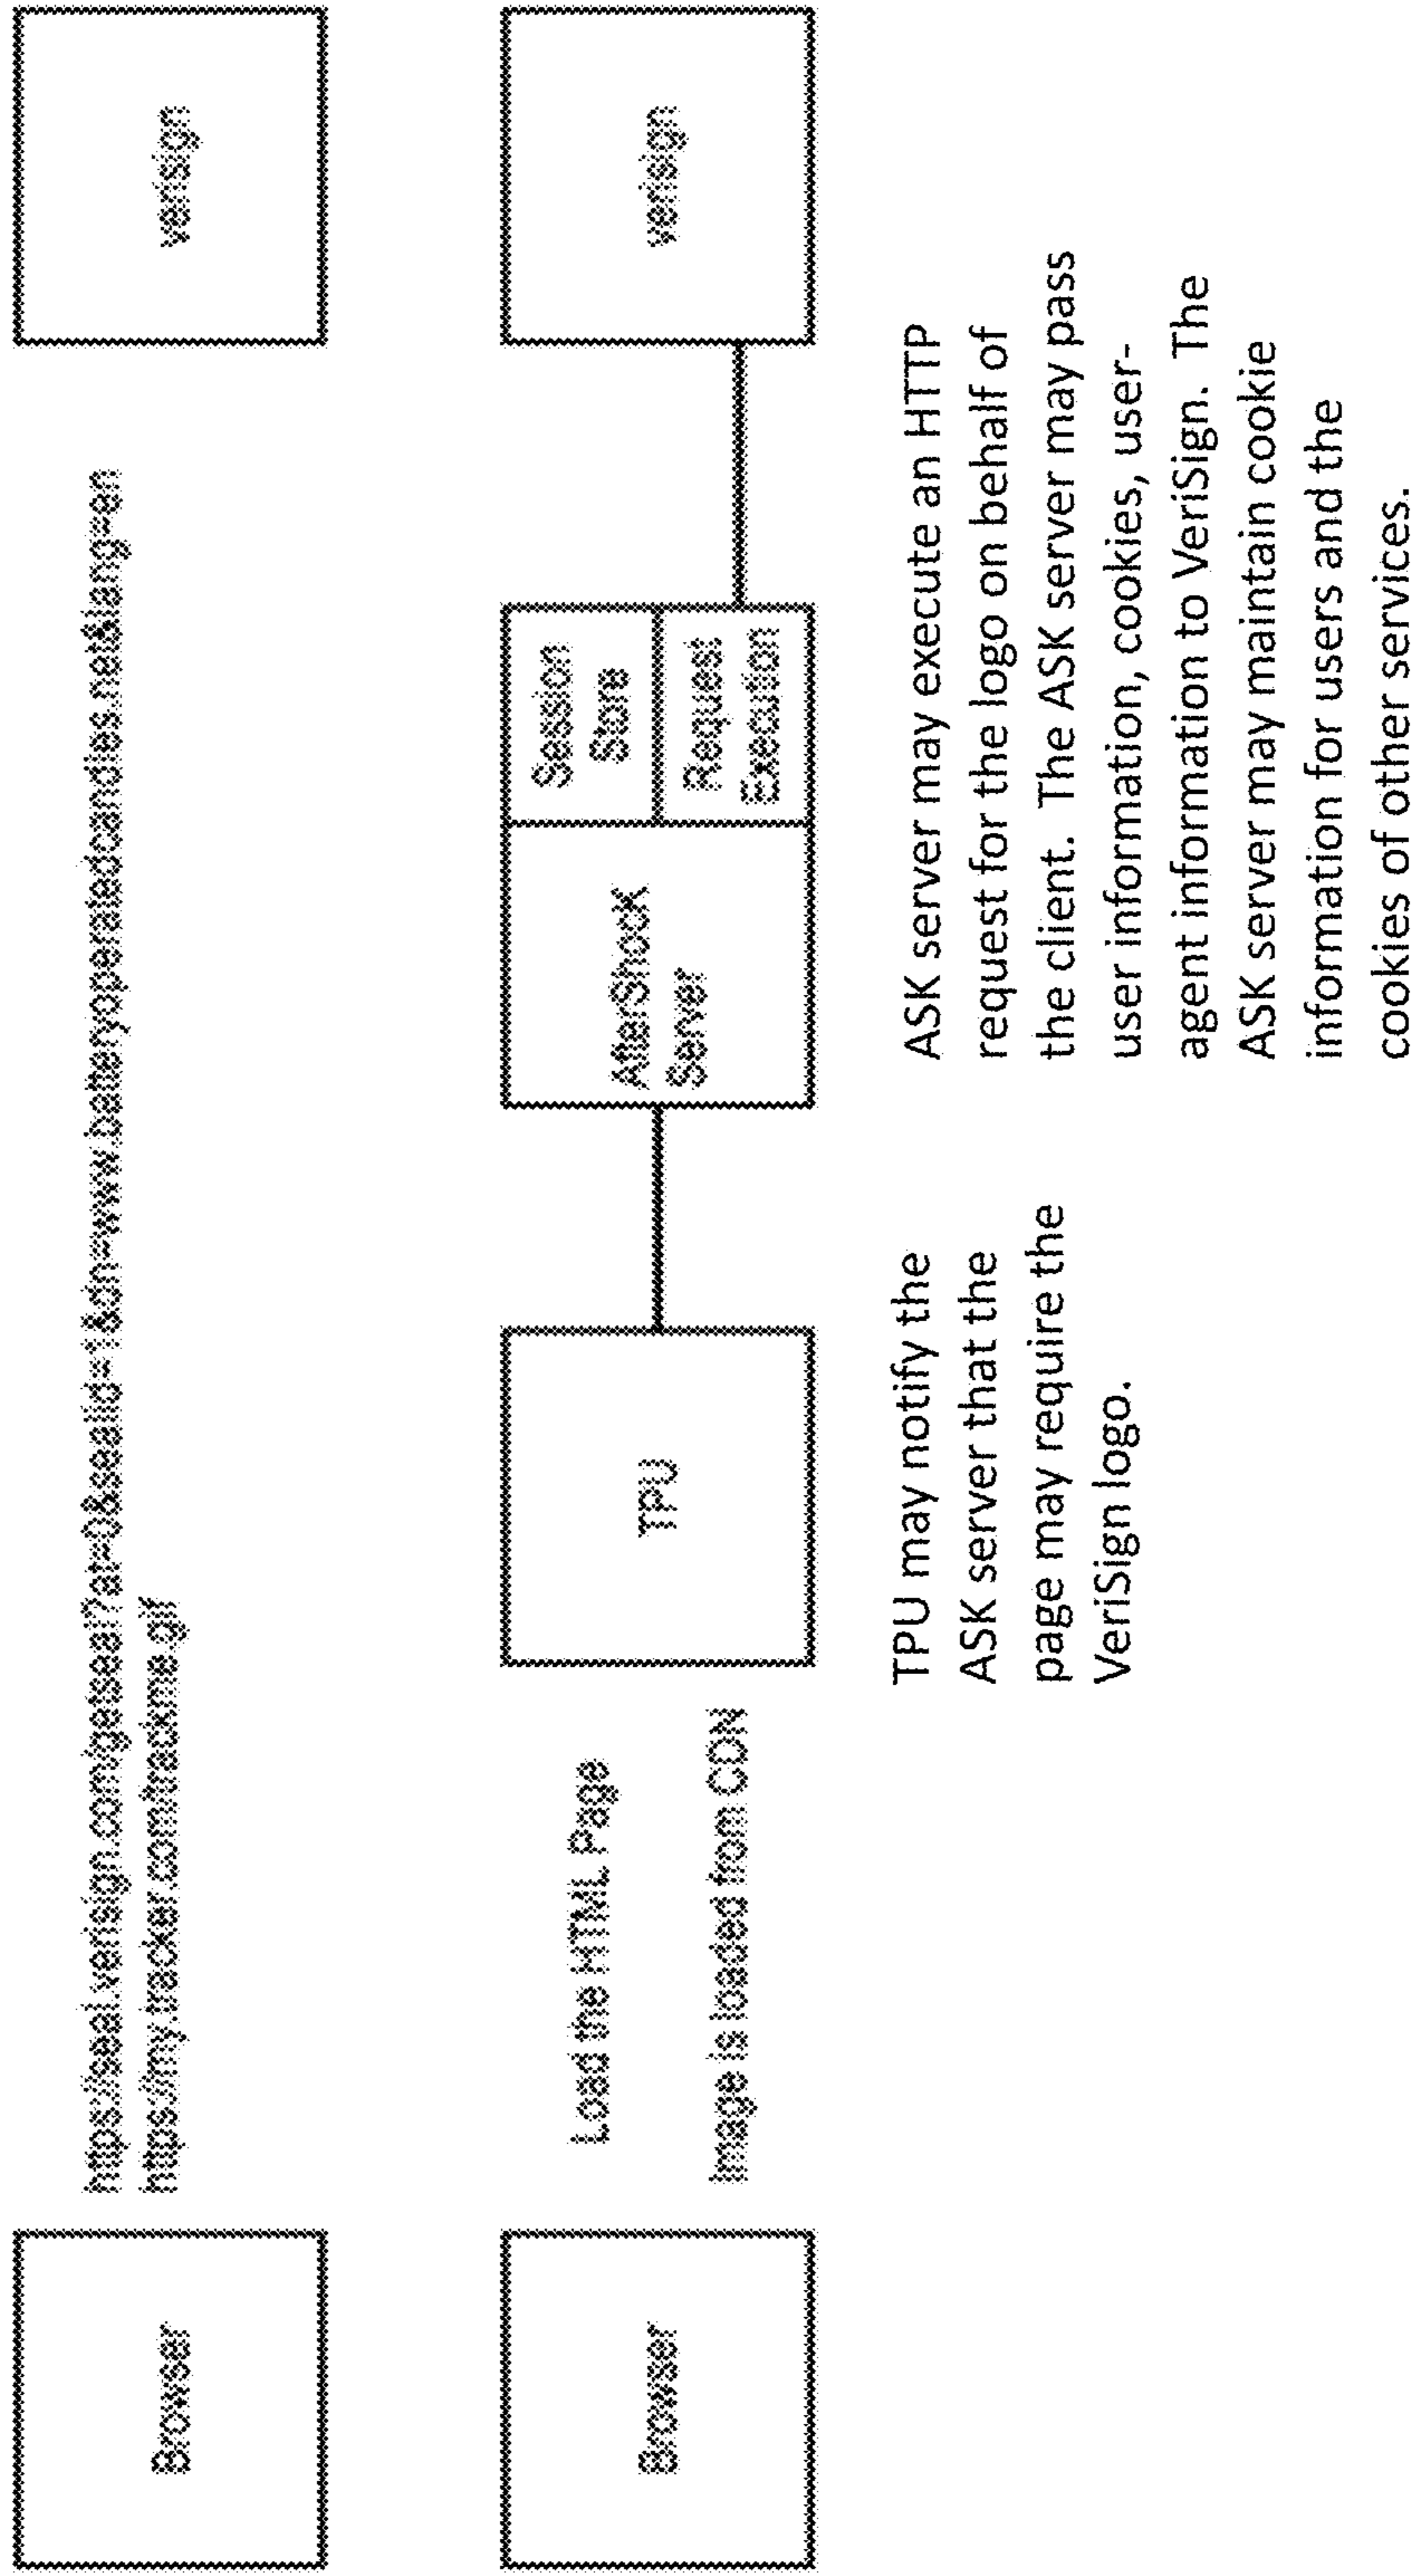 Browser
https://seal.verisign.com/getseal?at=0&sealid=1&dn=www.batteryoperatedcandles.net&lang=en
https://my.tracker.com/trackme.gif
verisign
Browser
Load the HTML Page
Image is loaded from CDN
TPU
AfterShocK
Server
Session
Store
Request
Execution
verisign
TPU may notify the
ASK server that the
page may require the
VeriSign logo.
ASK server may execute an HTTP
request for the logo on behalf of
the client. The ASK server may pass
user information, cookies, user-
agent information to VeriSign. The
ASK server may maintain cookie
information for users and the
cookies of other services.